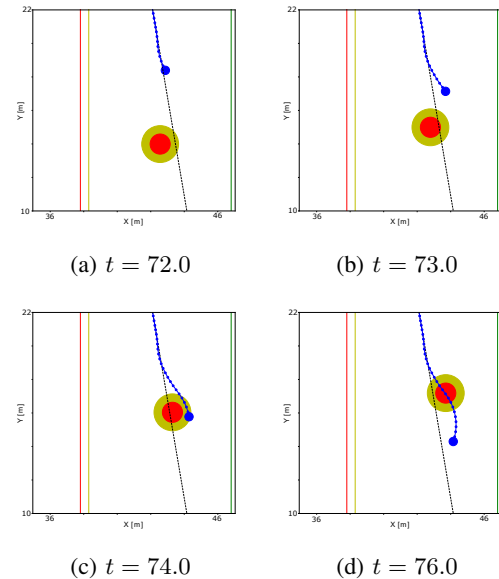 22
22
Y [m]
Y [m]
10
10
36
X [m]
46
36
X [m]
46
(a) t = 72.0
(b) t = 73.0
22
22
Y [m]
Y [m]
10
10
36
X [m]
46
36
X [m]
46
(c) t = 74.0
(d) t = 76.0